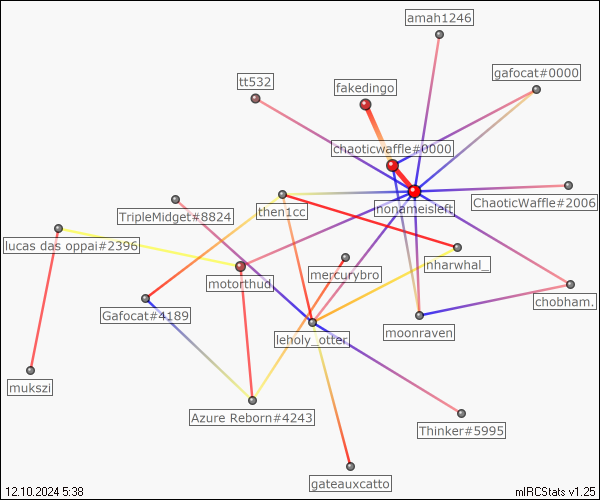 amah1246
gafocat#0000
tt532
fakedingo
chaoticwaffle#0000
ChaoticWaffle#2006
nonameisleft
then1cc
TripleMidget#8824
lucas das oppai#2396
nharwhal_
mercurybro
motorthud
chobham.
Gafocat#4189
moonraven
leholy_otter
mukszi
Azure Reborn#4243
Thinker#5995
gateauxcatto
12.10.2024 5:38
mIRCStats v1.25